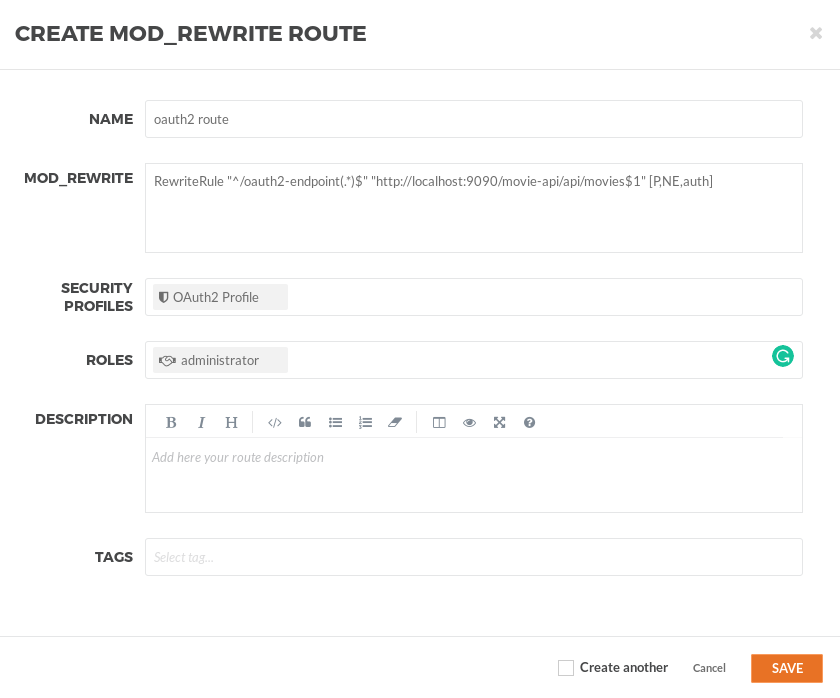 CREATE MOD_REWRITE ROUTE
NAME
oauth2 route
MOD_REWRITE
RewriteRule "^/oauth2-endpoint(.*)$" "http://localhost:9090/movie-api/api/movies$1" [P,NE,auth]
SECURITY
PROFILES
OAuth2 Profile
ROLES
administrator
DESCRIPTION
B I H
Add here your route description
TAGS
Select tag...
Create another
Cancel
SAVE